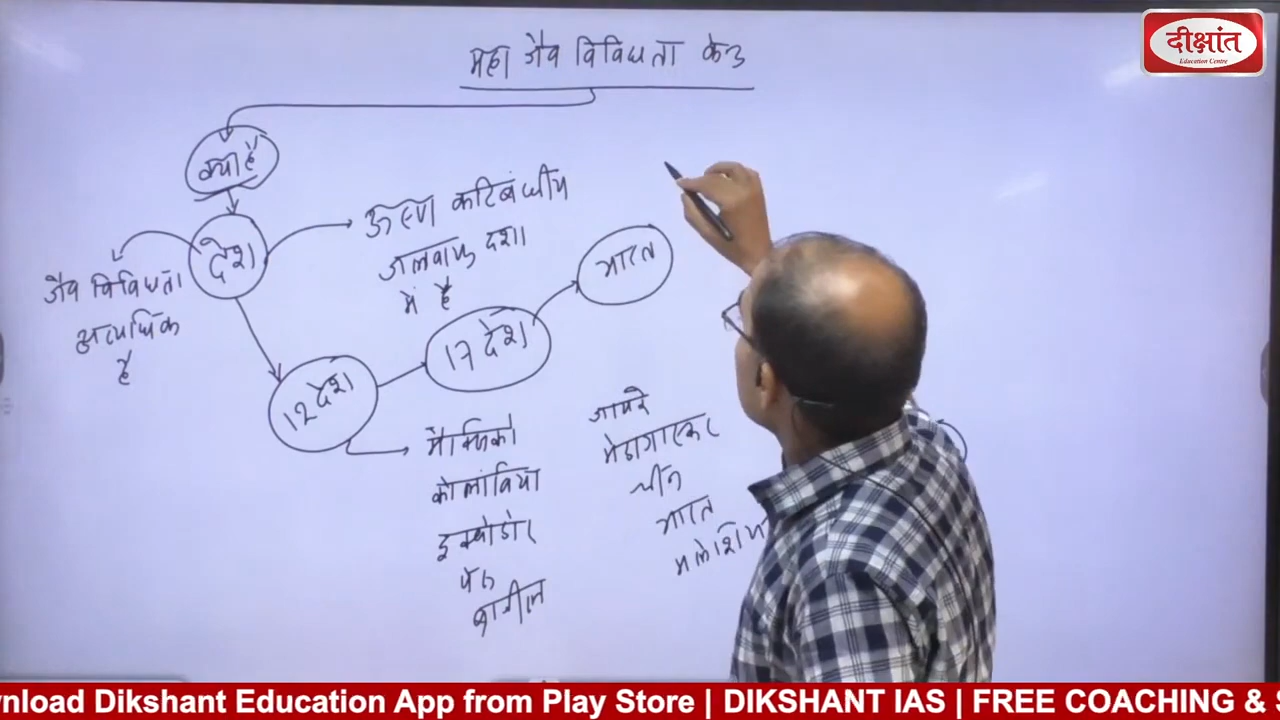 दीक्षांत
Education Centre
महा जैव विविधता केन्द्र
क्या है
देश
जैव विविधता
अत्यधिक
है
ऊष्ण कटिबंधीय
जलवायु दशा
में है
12 देश
17 देश
भारत
मैक्सिको
कोलांविया
इक्वोडोर
पेरू
ब्राजील
जायरे
मेडागास्कर
चीन
भारत
मलेशिया
wnload Dikshant Education App from Play Store | DIKSHANT IAS | FREE COACHING & S